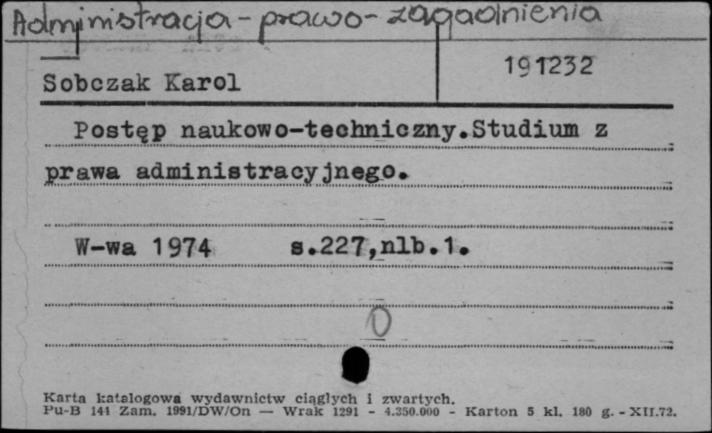 Administracja - prawo - zagadnienia
191232
Sobczak Karol
Postęp naukowo-techniczny.Studium z
prawa administracyjnego.
W-wa 1974 s.227,nlb.1.
0
Karta katalogowa wydawnictw ciągłych i zwartych.
Pu-B 141 Zam. 1991/DW/On — Wrak 1291 - 4.350.000 - Karton 5 kl. 180 g. - XII.72.